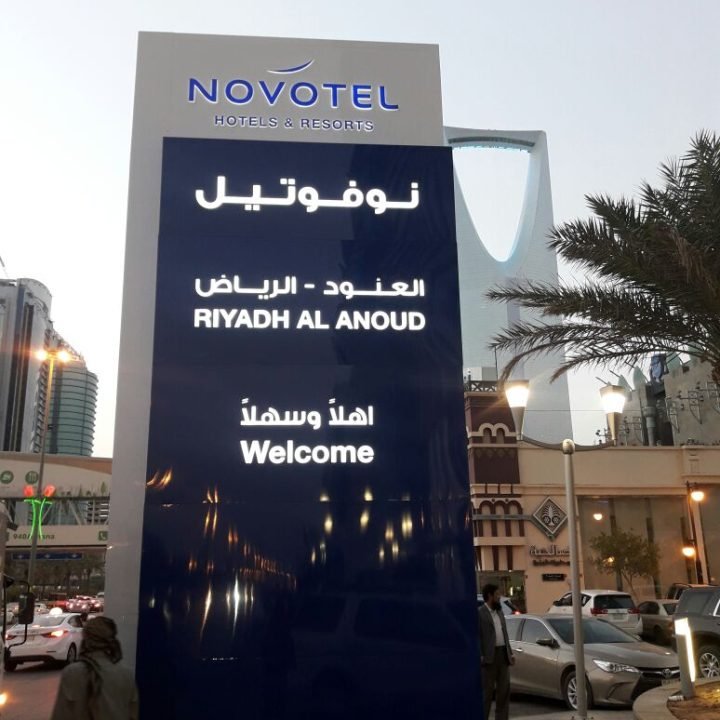 NOVOTEL
HOTELS & RESORTS
نوفوتيل
العنود - الرياض
RIYADH AL ANOUD
اهلاً وسهلاً
Welcome